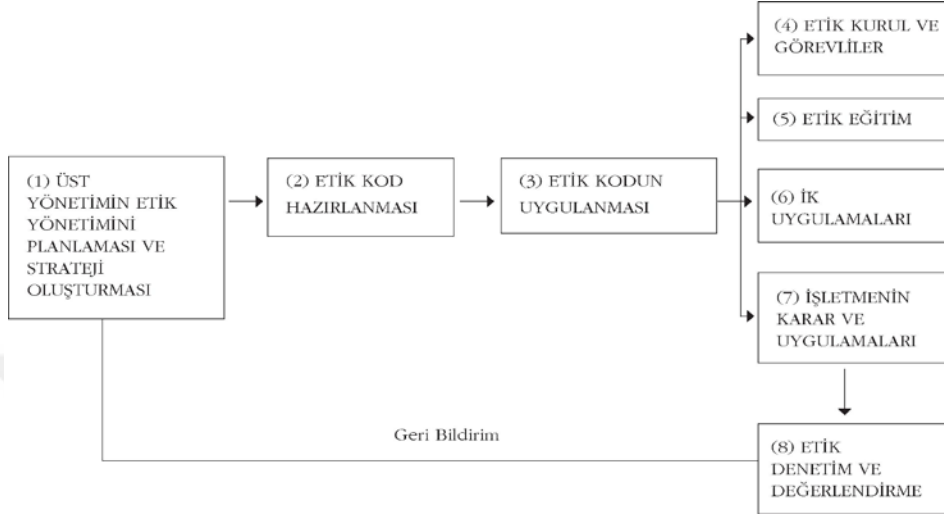 (1) ÜST
YÖNETİMİN ETİK
YÖNETİMİNİ
PLANLAMASI VE
STRATEJİ
OLUŞTURMASI
(2) ETİK KOD
HAZIRLANMASI
(3) ETİK KODUN
UYGULANMASI
(4) ETİK KURUL VE
GÖREVLİLER
(5) ETİK EĞİTİM
(6) İK
UYGULAMALARI
(7) İŞLETMENİN
KARAR VE
UYGULAMALARI
(8) ETİK
DENETİM VE
DEĞERLENDİRME
Geri Bildirim